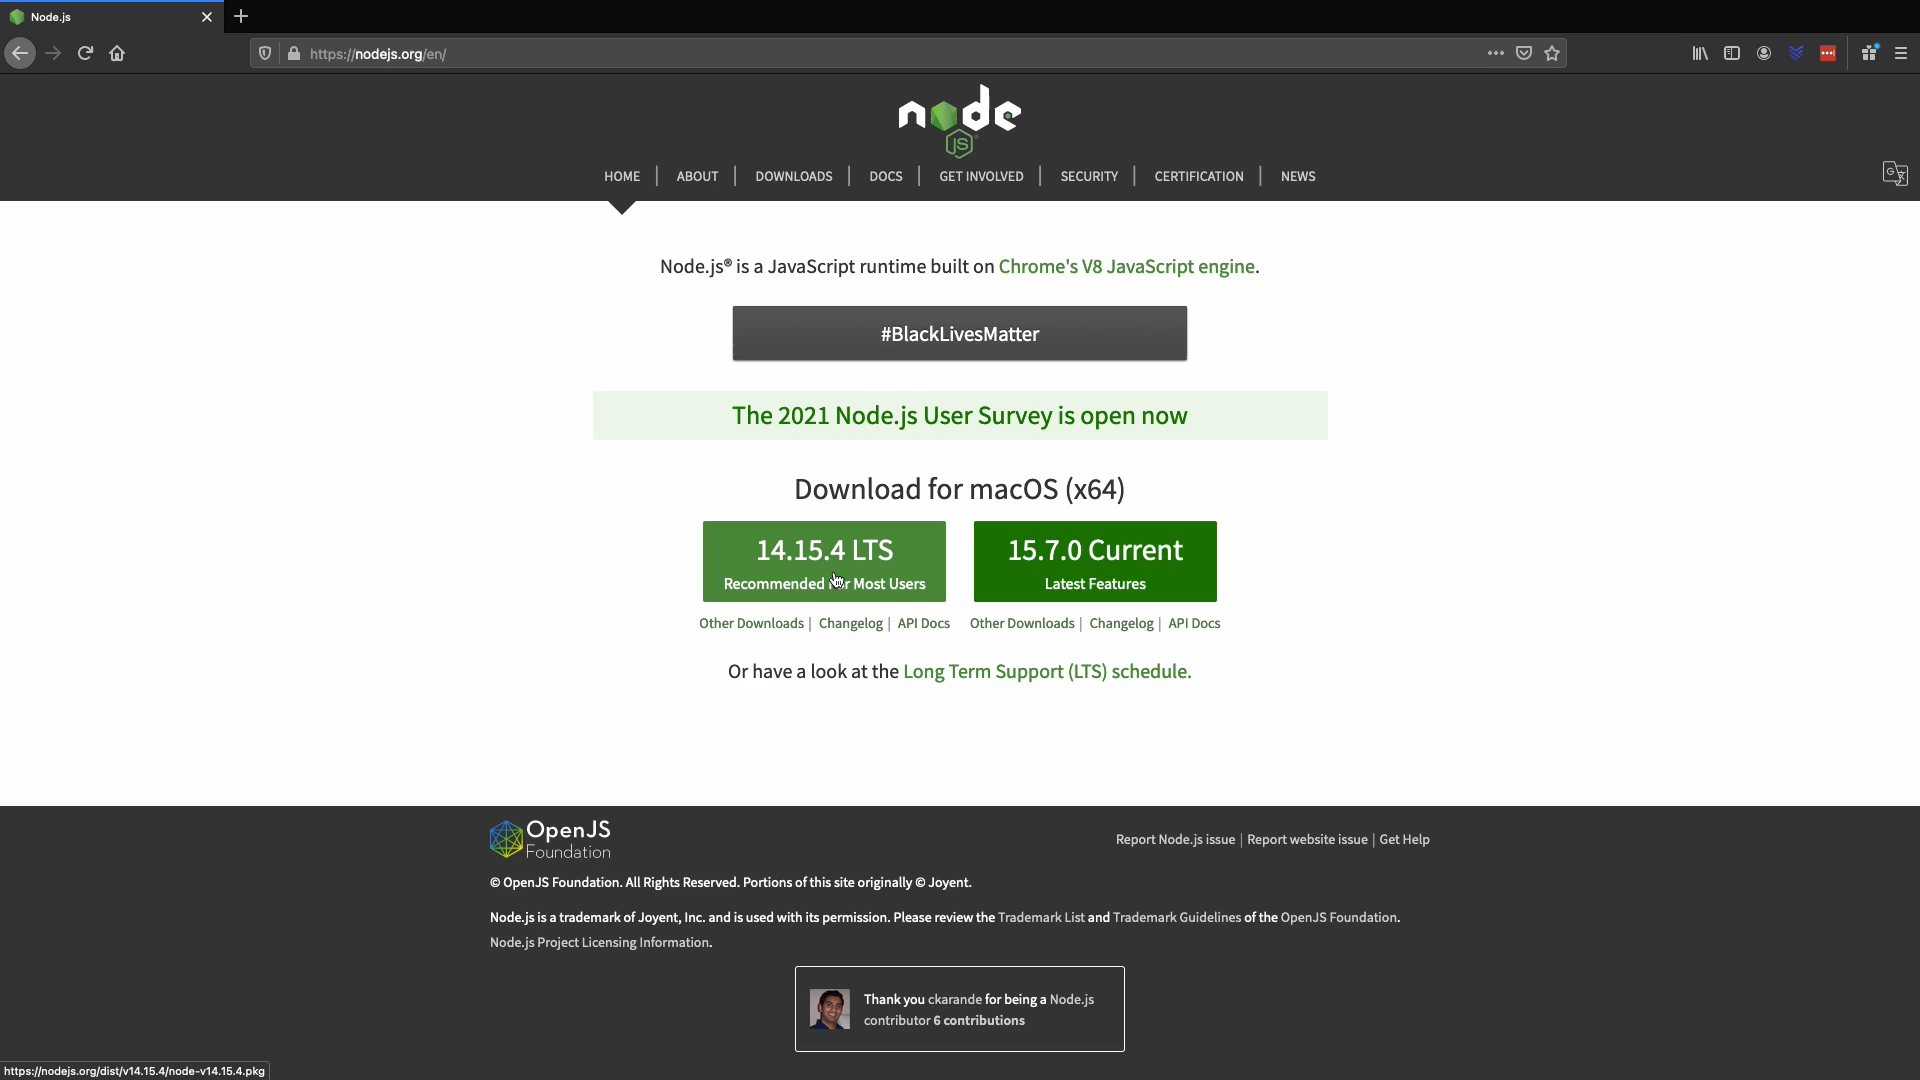 Node.js
https://nodejs.org/en/
node
JS
HOME | ABOUT | DOWNLOADS | DOCS | GET INVOLVED | SECURITY | CERTIFICATION | NEWS
Node.js® is a JavaScript runtime built on Chrome's V8 JavaScript engine.
#BlackLivesMatter
The 2021 Node.js User Survey is open now
Download for macOS (x64)
14.15.4 LTS
Recommended For Most Users
15.7.0 Current
Latest Features
Other Downloads | Changelog | API Docs
Other Downloads | Changelog | API Docs
Or have a look at the Long Term Support (LTS) schedule.
OpenJS
Foundation
Report Node.js issue | Report website issue | Get Help
© OpenJS Foundation. All Rights Reserved. Portions of this site originally © Joyent.
Node.js is a trademark of Joyent, Inc. and is used with its permission. Please review the Trademark List and Trademark Guidelines of the OpenJS Foundation.
Node.js Project Licensing Information.
Thank you ckarande for being a Node.js
contributor 6 contributions
https://nodejs.org/dist/v14.15.4/node-v14.15.4.pkg